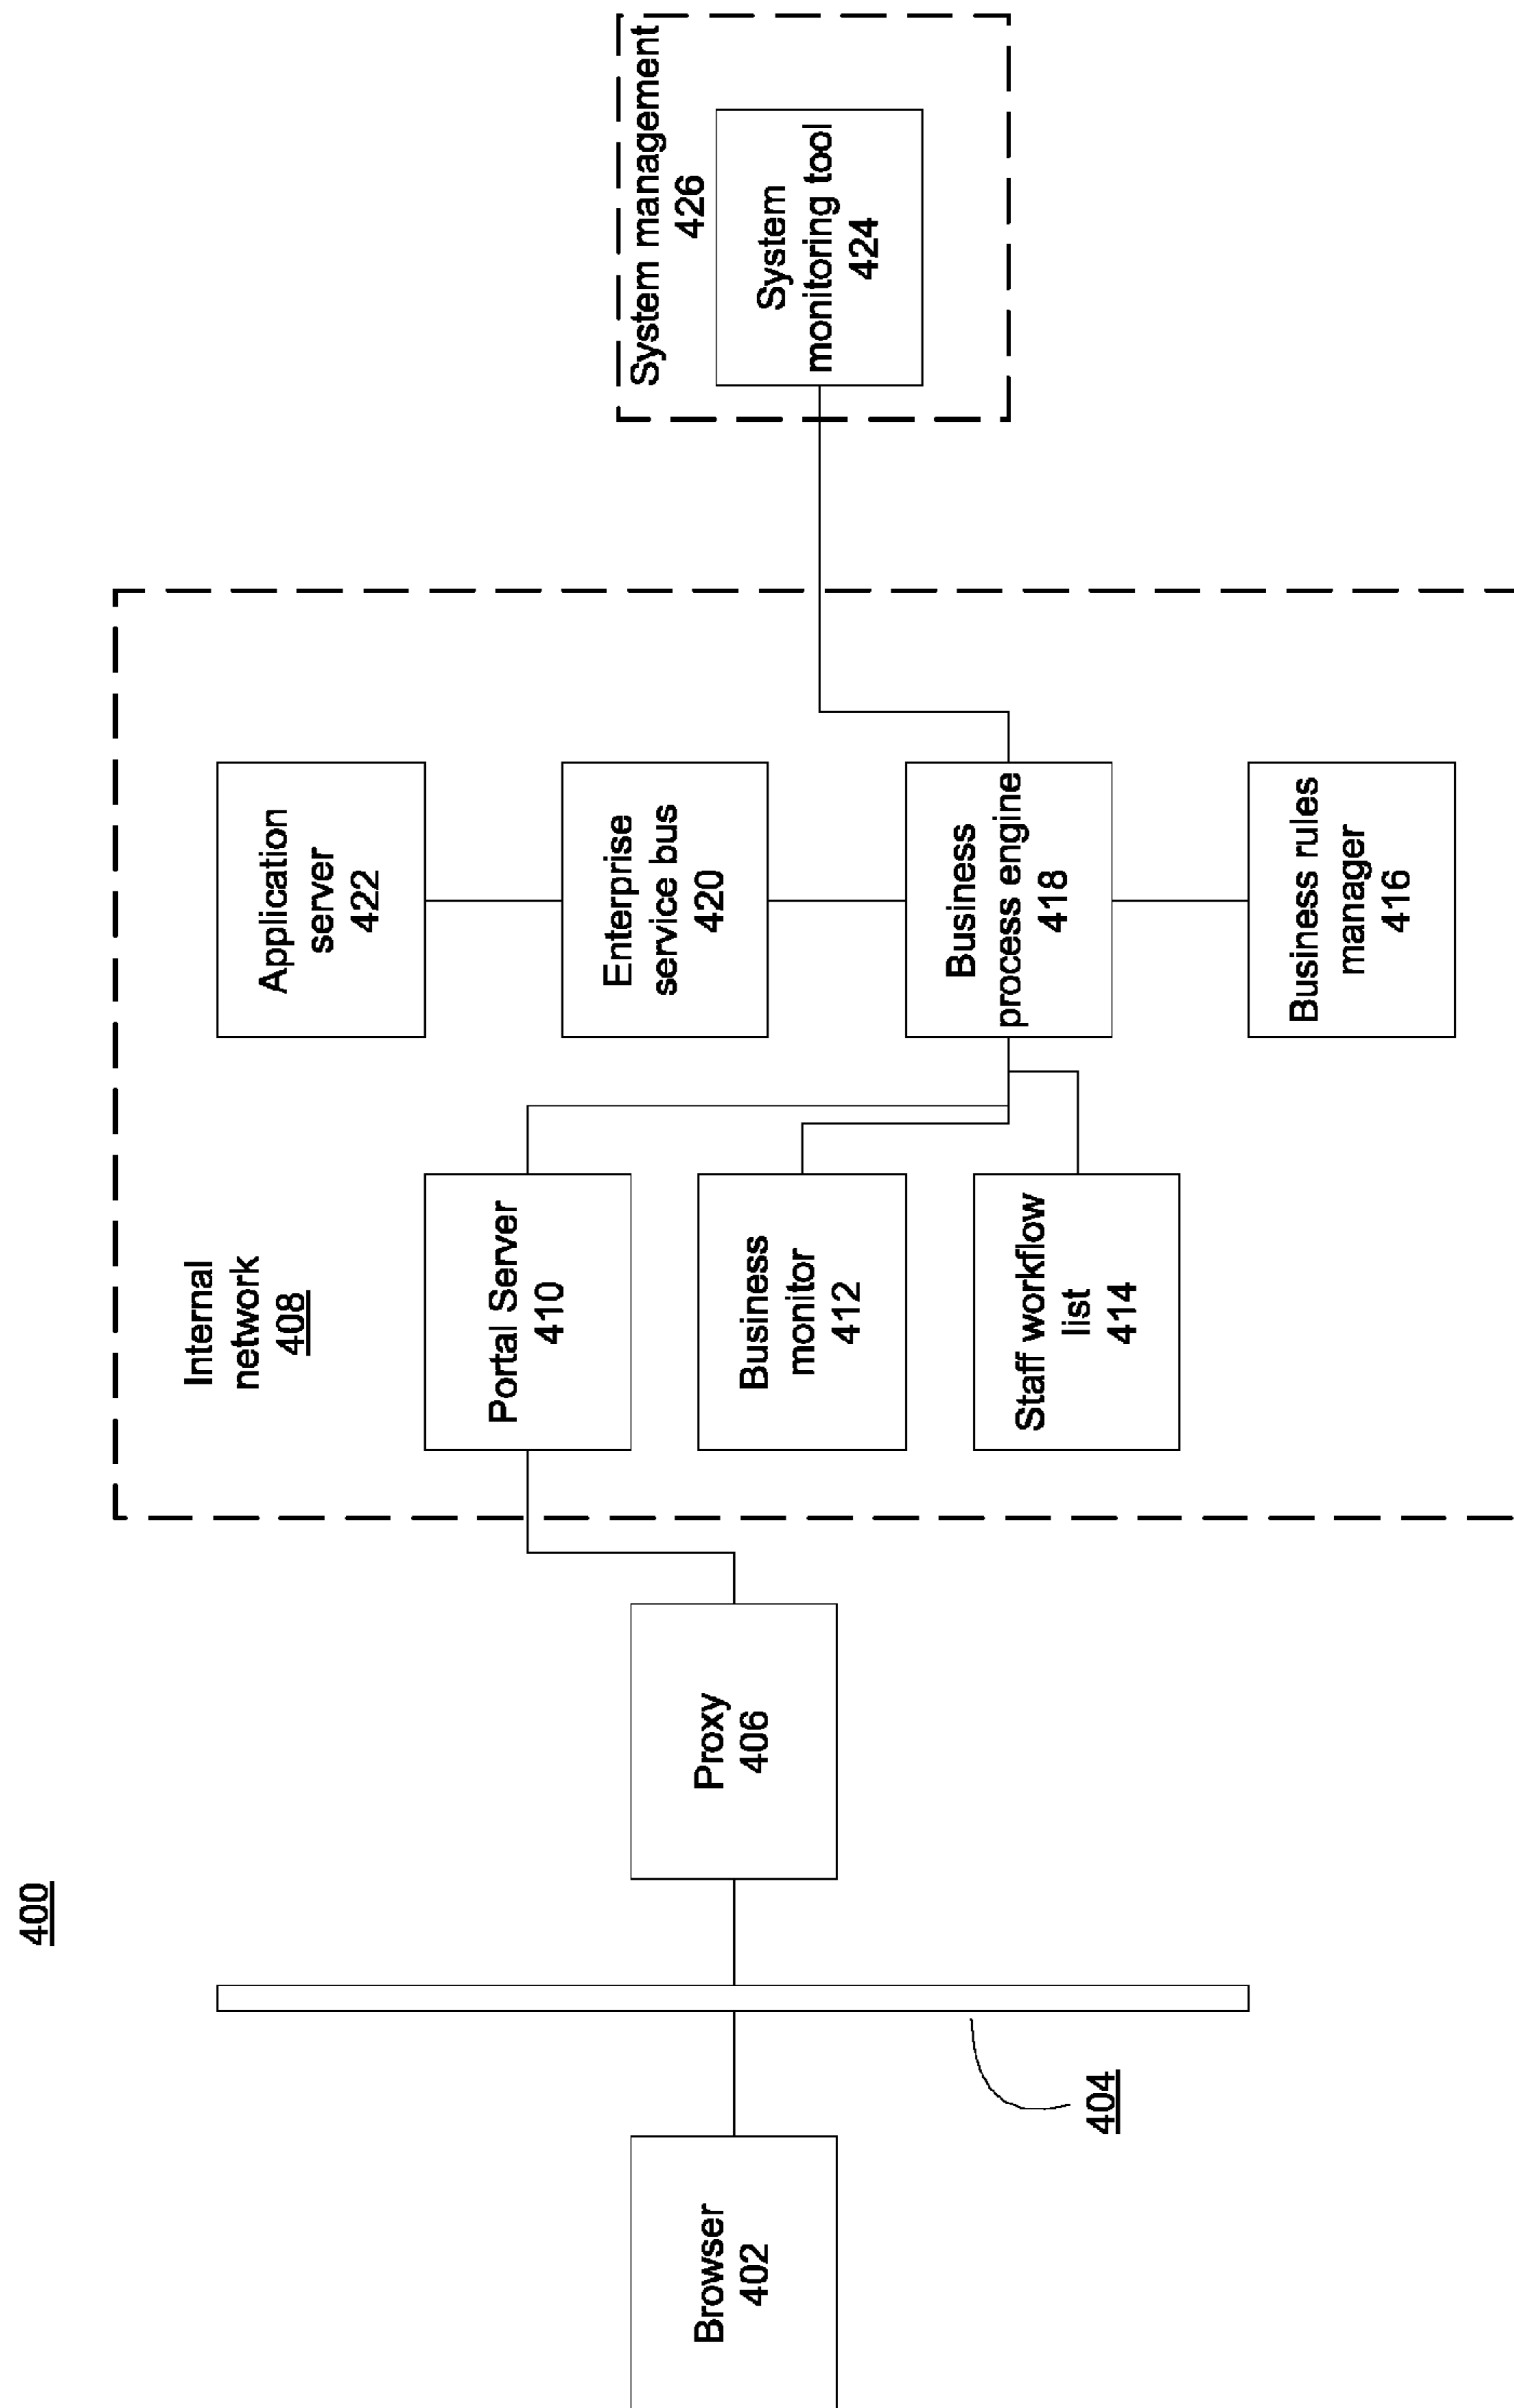 400
Browser
402
404
Proxy
406
Internal
network
408
Portal Server
410
Business
monitor
412
Staff workflow
list
414
Application
server
422
Enterprise
service bus
420
Business
process engine
418
Business rules
manager
416
System management
426
System
monitoring tool
424